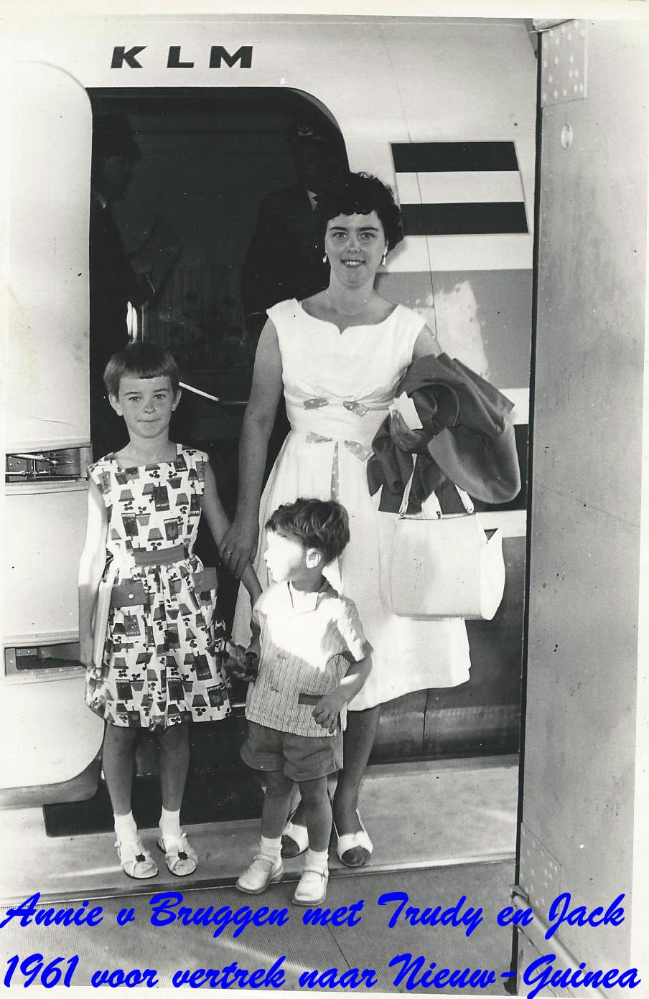 KLM
Annie v Bruggen met Trudy en Jack
1961 voor vertrek naar Nieuw-Guinea